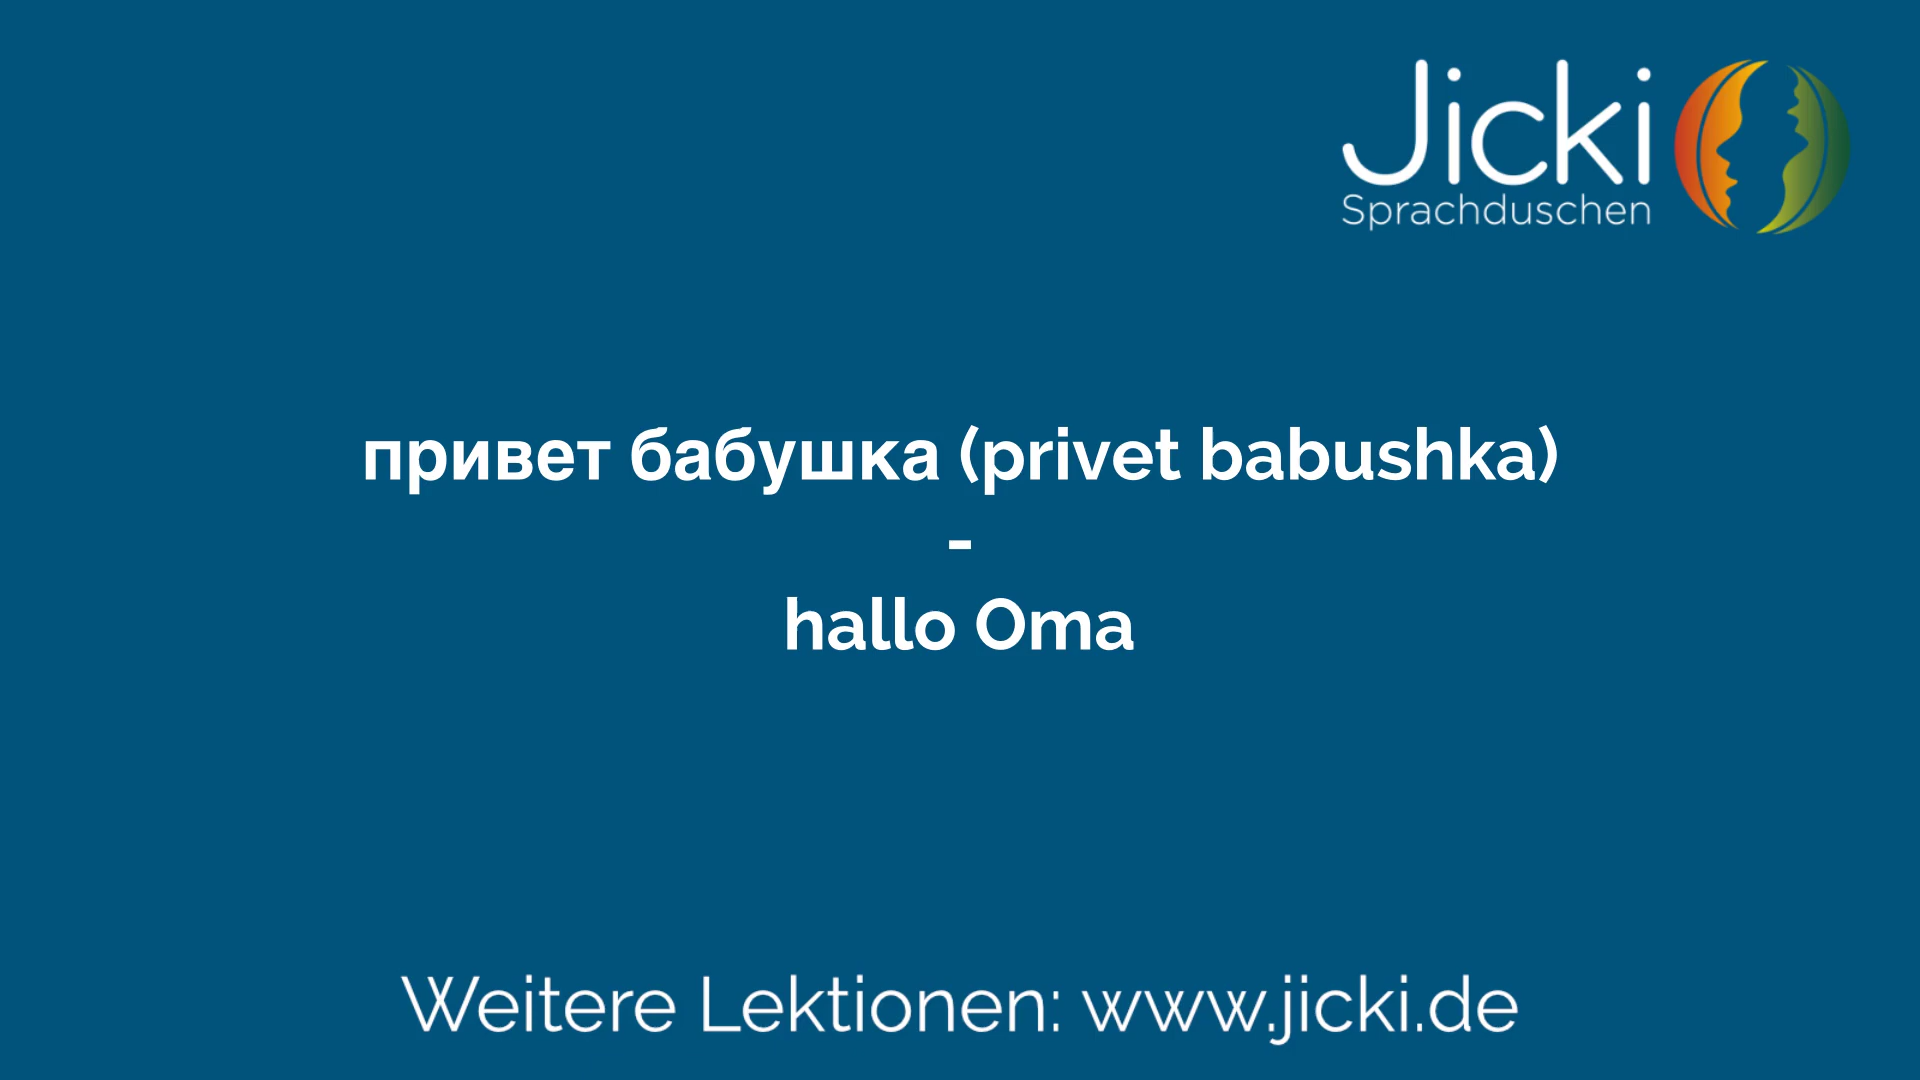 Jicki
Sprachduschen
привет бабушка (privet babushka)
-
hallo Oma
Weitere Lektionen: www.jicki.de